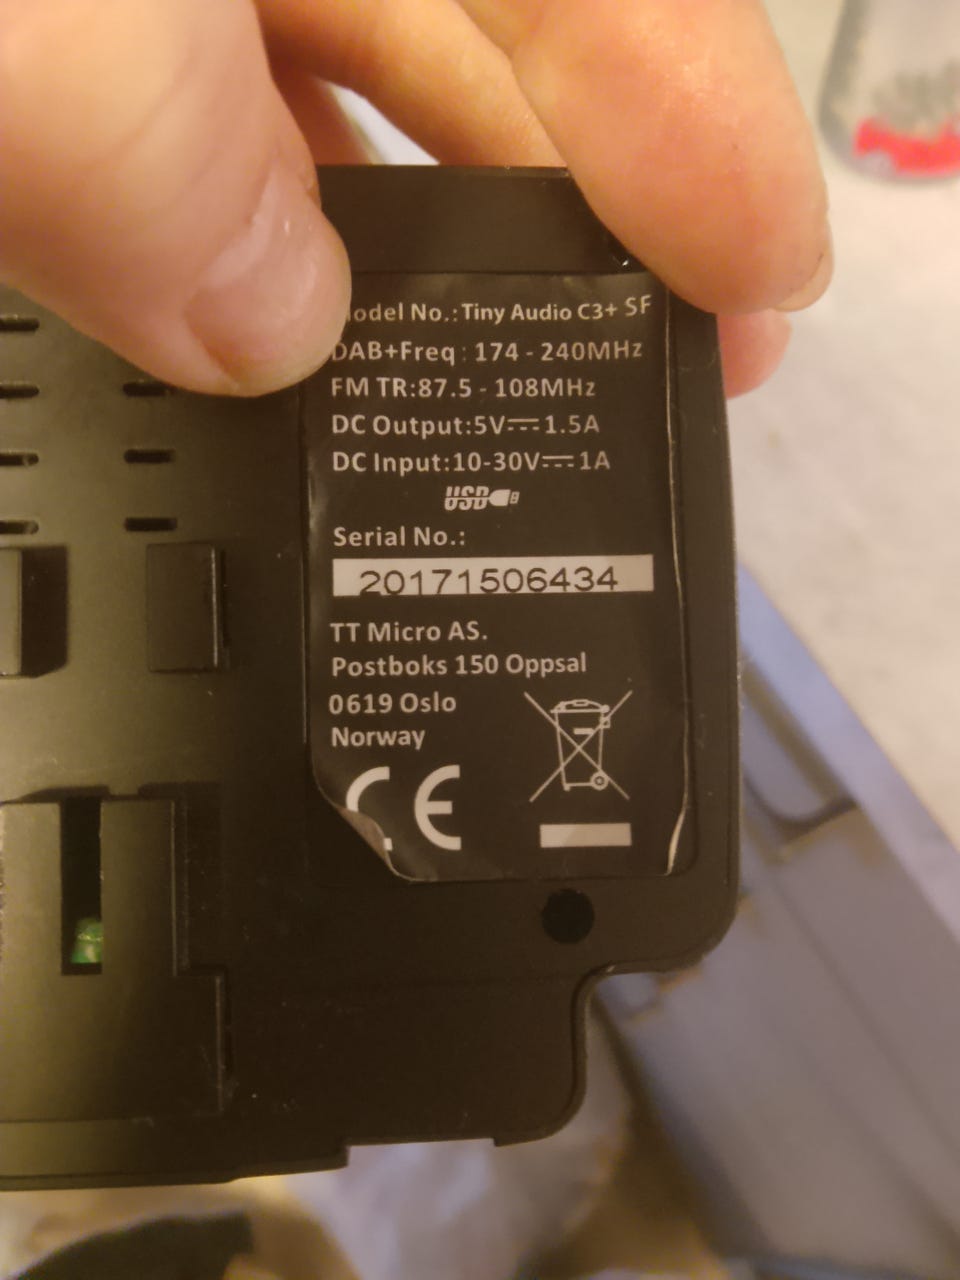 Model No.: Tiny Audio C3+ SF
DAB+Freq : 174 - 240MHz
FM TR:87.5 - 108MHz
DC Output:5V⎓1.5A
DC Input:10-30V⎓1A
USB
Serial No.:
20171506434
TT Micro AS.
Postboks 150 Oppsal
0619 Oslo
Norway
CE